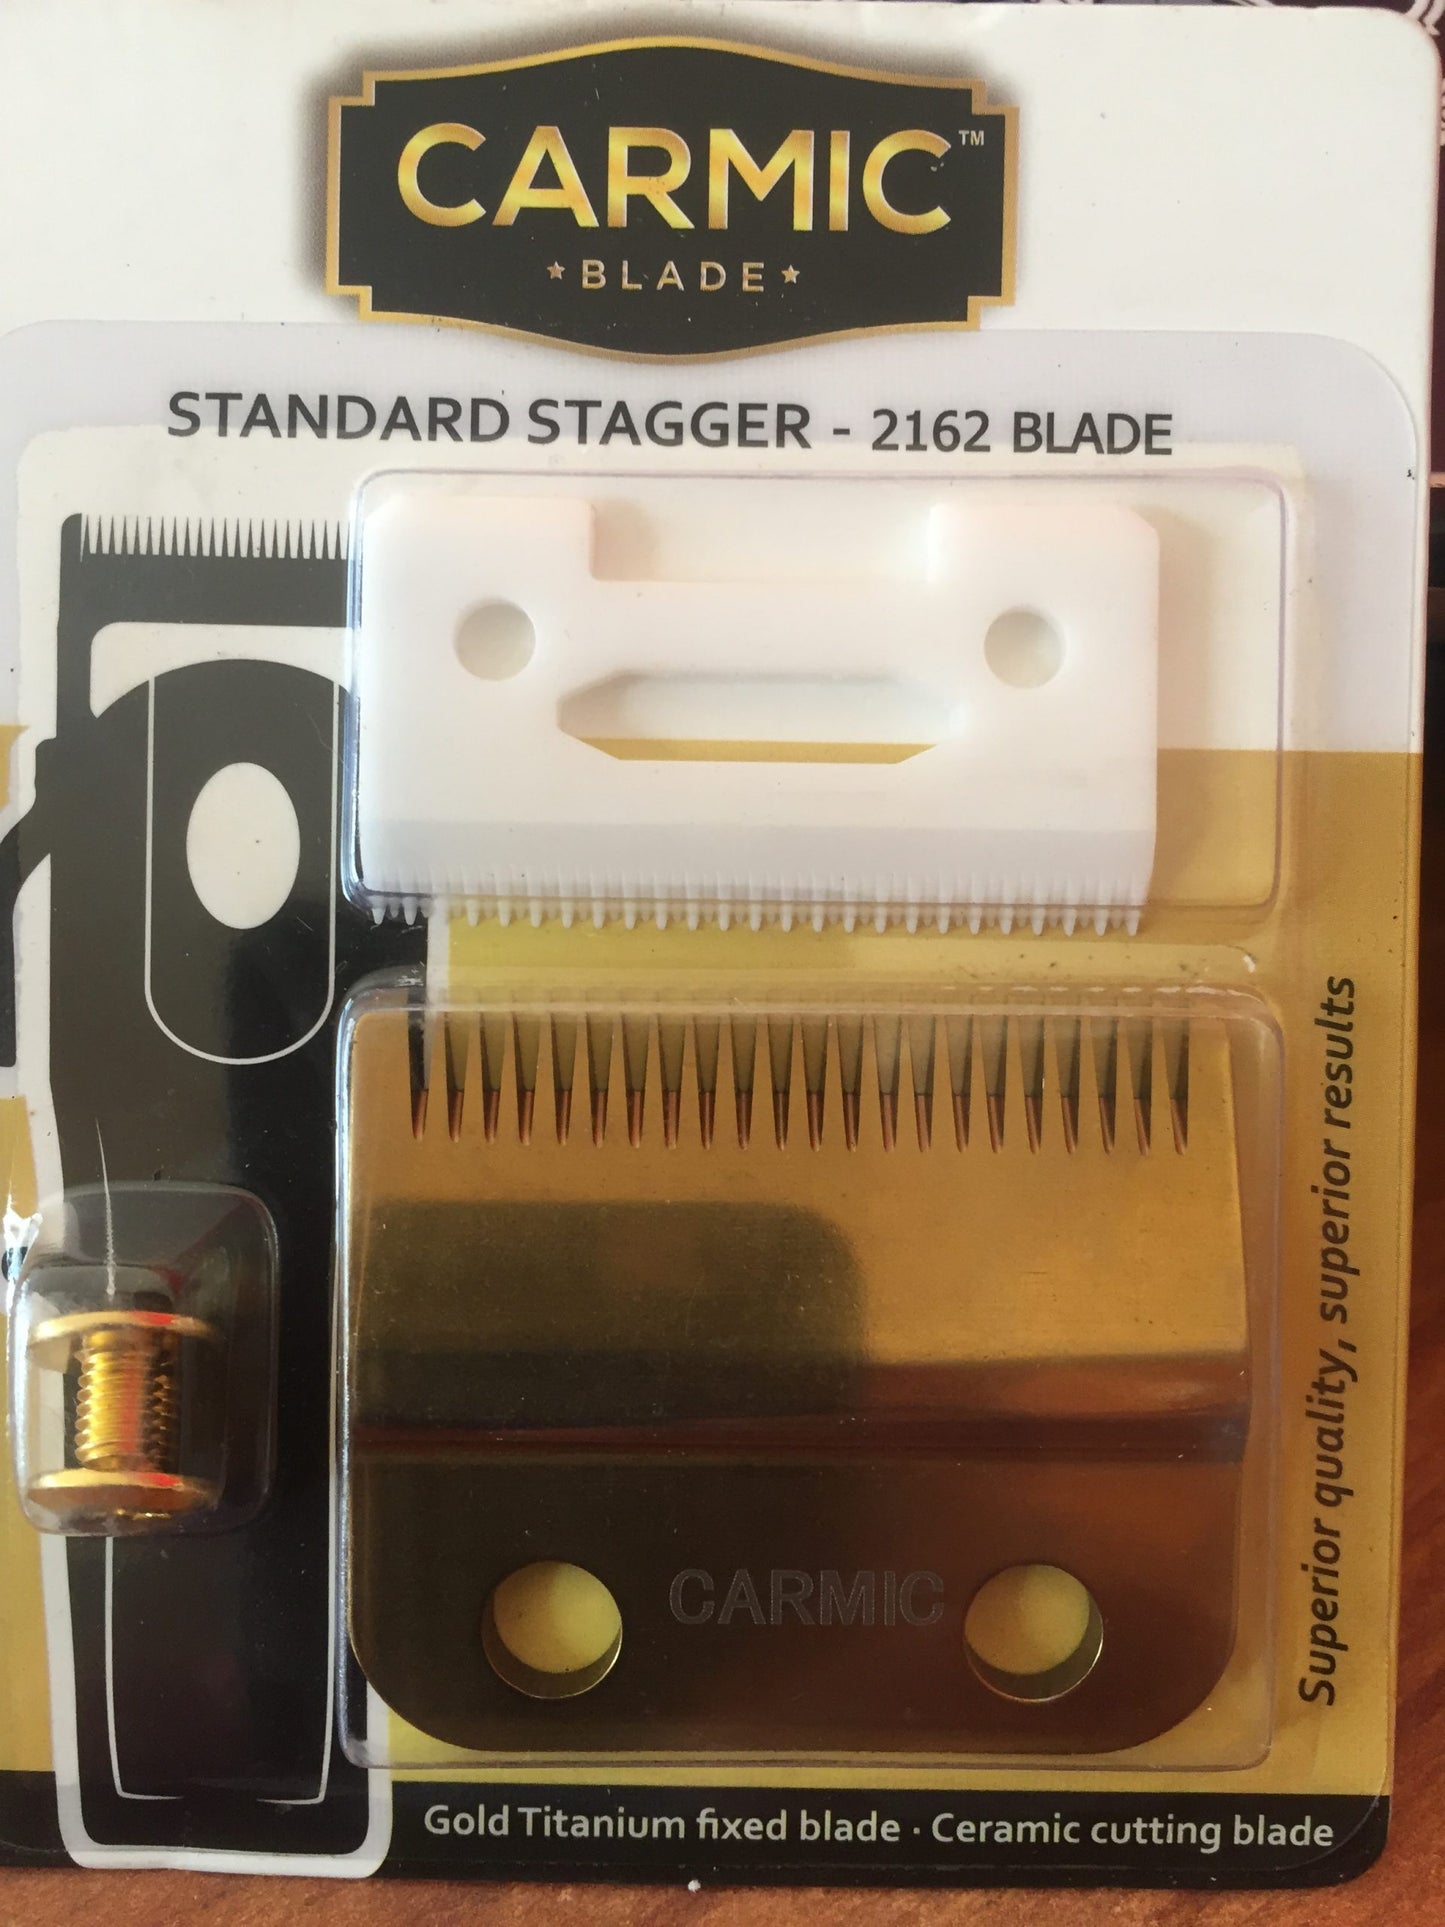 CARMIC™
★BLADE★
STANDARD STAGGER - 2162 BLADE
Superior quality, superior results
CARMIC
Gold Titanium fixed blade · Ceramic cutting blade